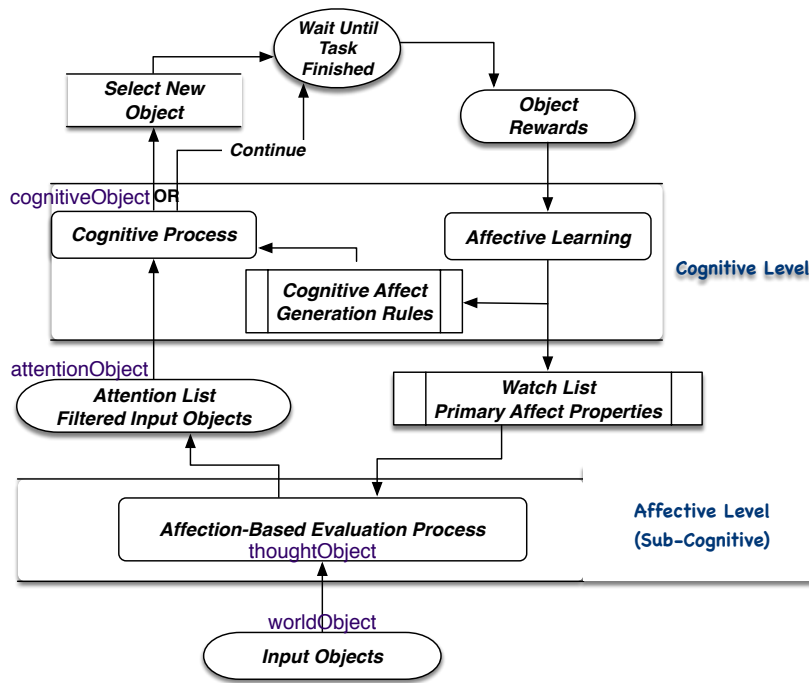 Wait Until
Task
Finished
Select New
Object
Object
Rewards
Continue
cognitiveObject OR
Cognitive Process
Affective Learning
Cognitive Level
Cognitive Affect
Generation Rules
attentionObject
Attention List
Filtered Input Objects
Watch List
Primary Affect Properties
Affective Level
(Sub-Cognitive)
Affection-Based Evaluation Process
thoughtObject
worldObject
Input Objects